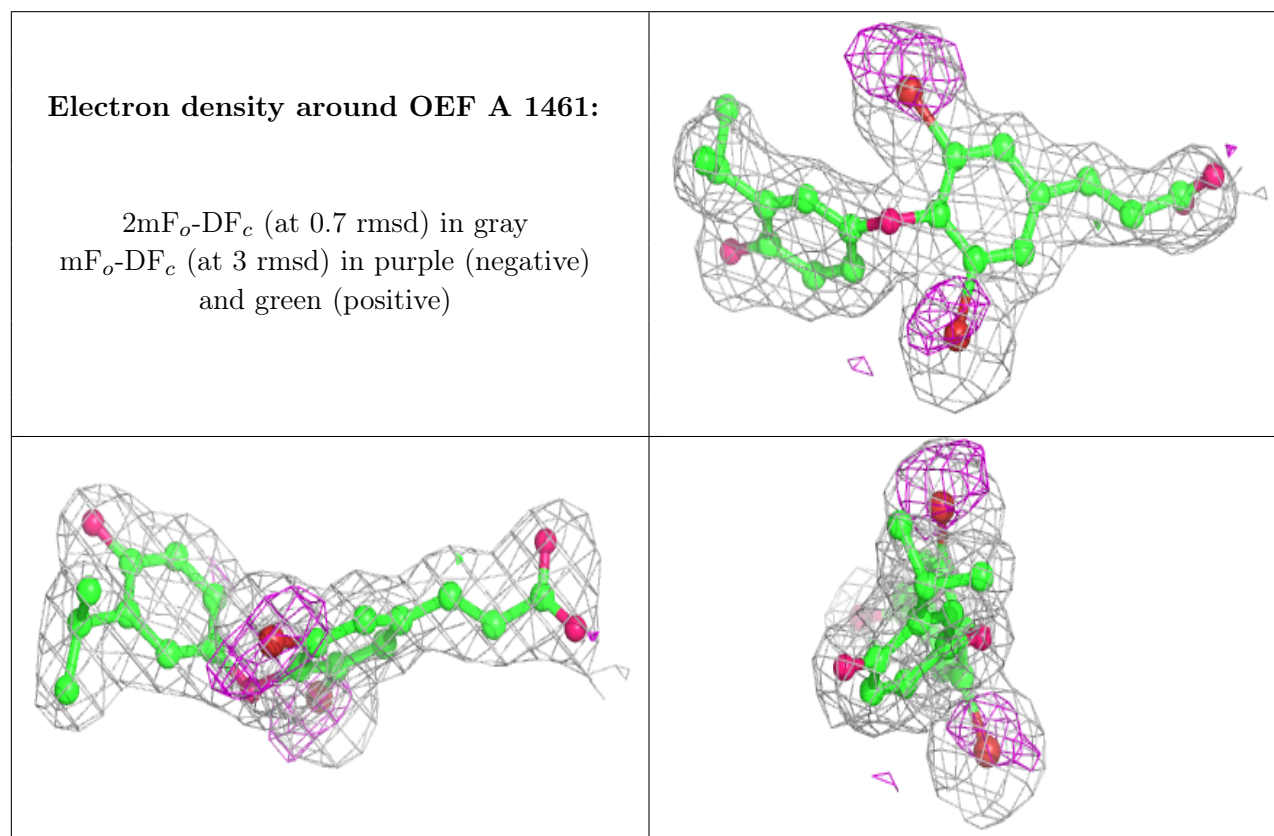 Electron density around OEF A 1461:
2mFₒ-DF𝑐 (at 0.7 rmsd) in gray
mFₒ-DF𝑐 (at 3 rmsd) in purple (negative)
and green (positive)